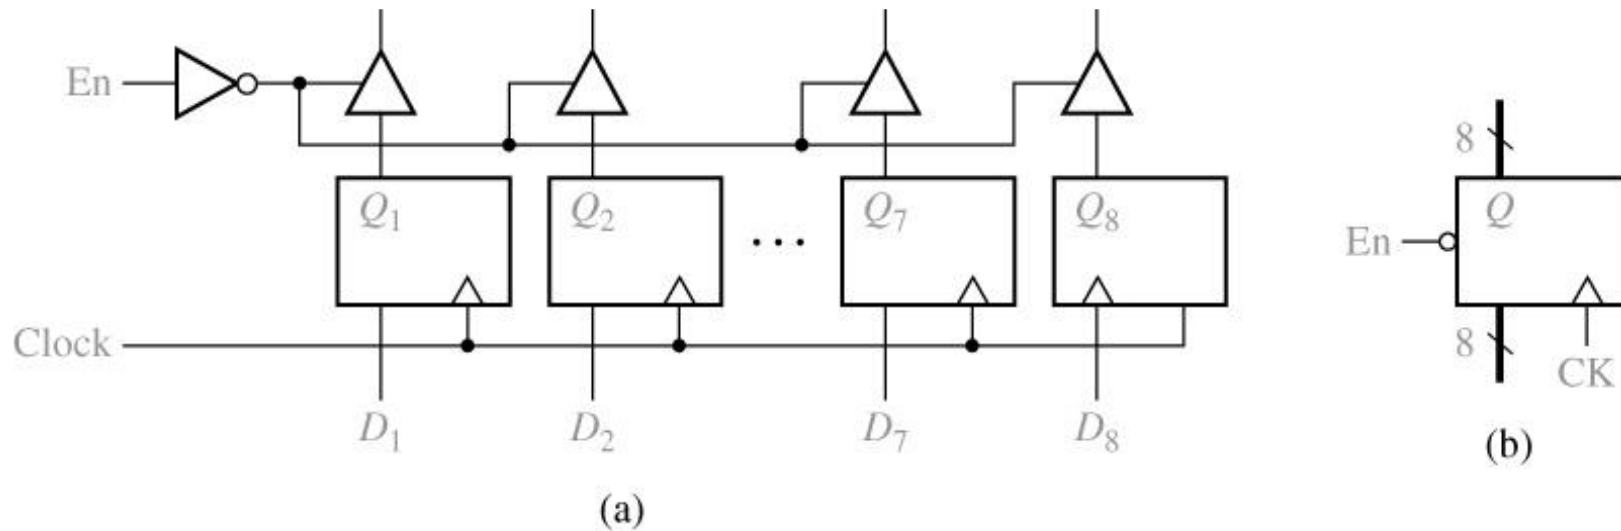 En
Q1 Q2 ... Q7 Q8
Clock
D1 D2 D7 D8
(a)
8
En
Q
8
CK
(b)